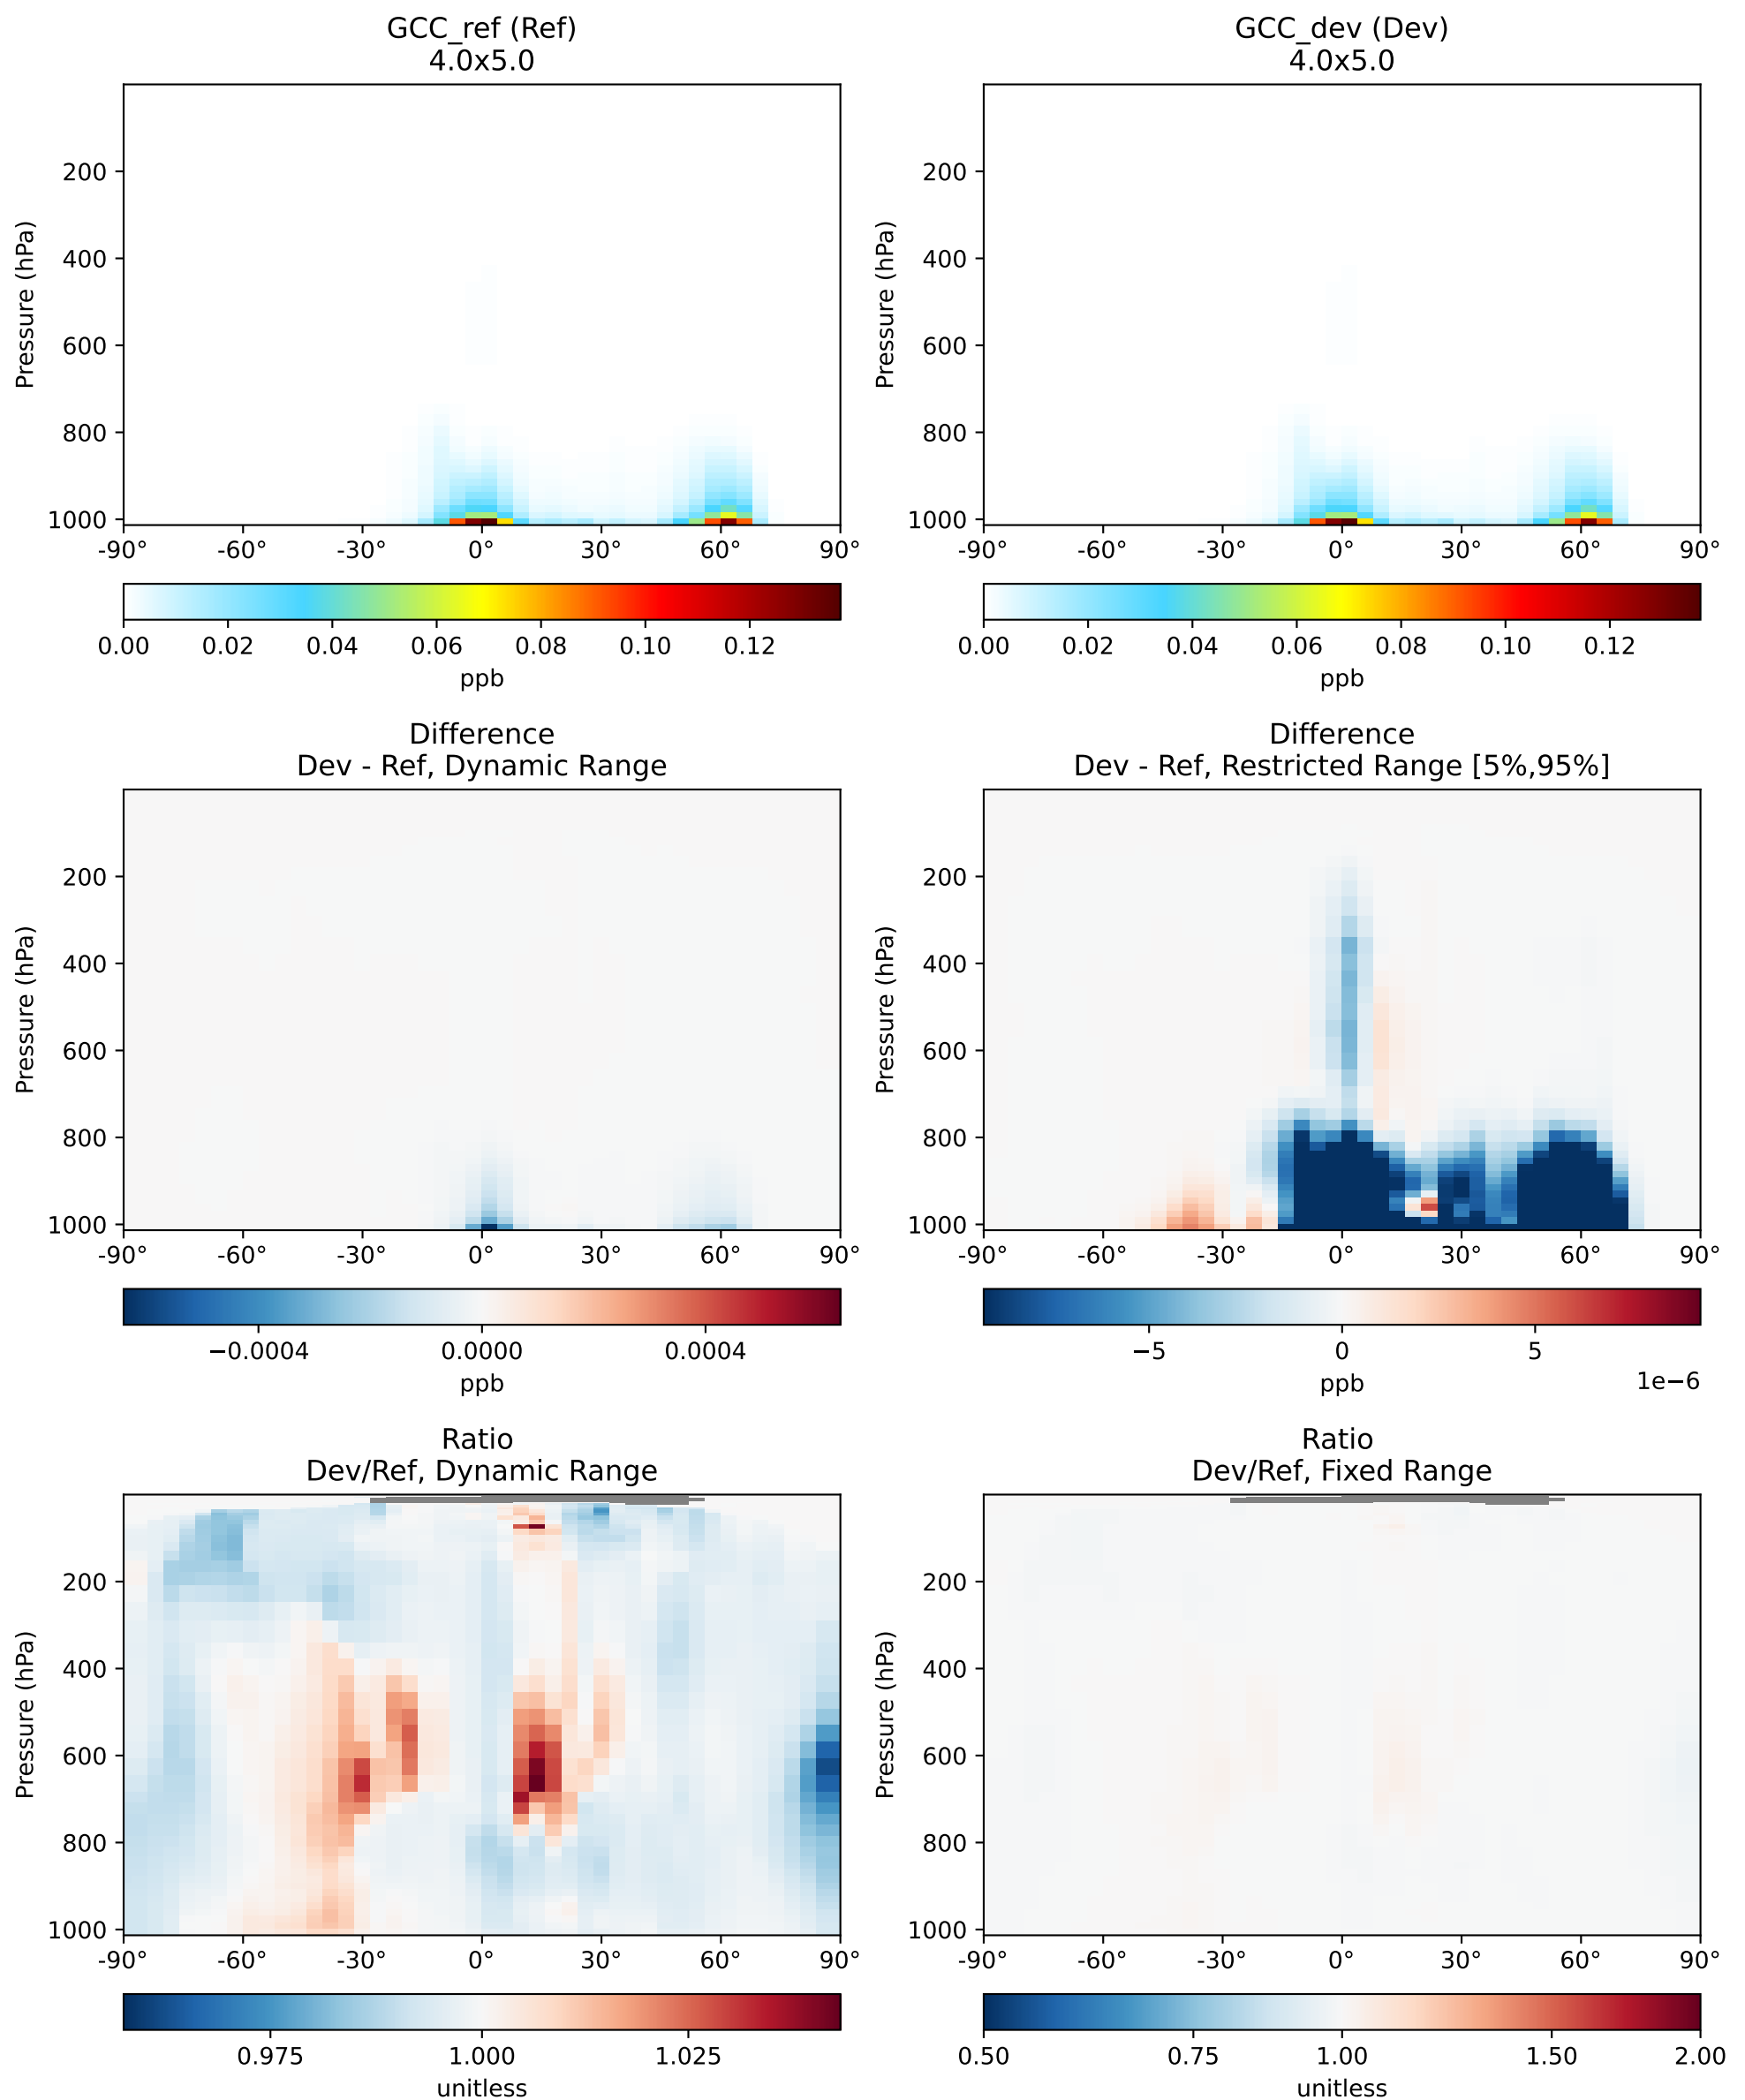 GCC_ref (Ref)
4.0x5.0
Pressure (hPa)
200
400
600
800
1000
-90° -60° -30° 0° 30° 60° 90°
0.00 0.02 0.04 0.06 0.08 0.10 0.12
ppb
GCC_dev (Dev)
4.0x5.0
Pressure (hPa)
200
400
600
800
1000
-90° -60° -30° 0° 30° 60° 90°
0.00 0.02 0.04 0.06 0.08 0.10 0.12
ppb
Difference
Dev - Ref, Dynamic Range
Pressure (hPa)
200
400
600
800
1000
-90° -60° -30° 0° 30° 60° 90°
−0.0004 0.0000 0.0004
ppb
Difference
Dev - Ref, Restricted Range [5%,95%]
Pressure (hPa)
200
400
600
800
1000
-90° -60° -30° 0° 30° 60° 90°
−5 0 5
1e−6
ppb
Ratio
Dev/Ref, Dynamic Range
Pressure (hPa)
200
400
600
800
1000
-90° -60° -30° 0° 30° 60° 90°
0.975 1.000 1.025
unitless
Ratio
Dev/Ref, Fixed Range
Pressure (hPa)
200
400
600
800
1000
-90° -60° -30° 0° 30° 60° 90°
0.50 0.75 1.00 1.50 2.00
unitless